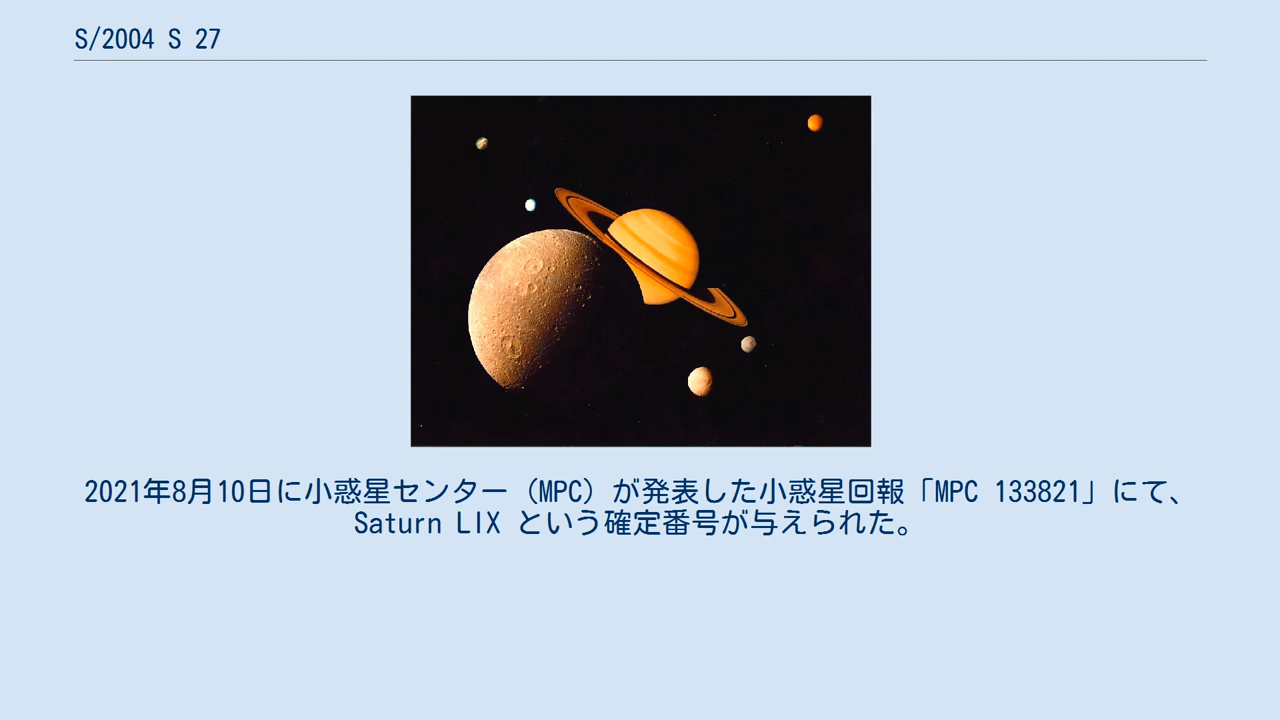 S/2004 S 27
2021年8月10日に小惑星センター（MPC）が発表した小惑星回報「MPC 133821」にて、
Saturn LIX という確定番号が与えられた。